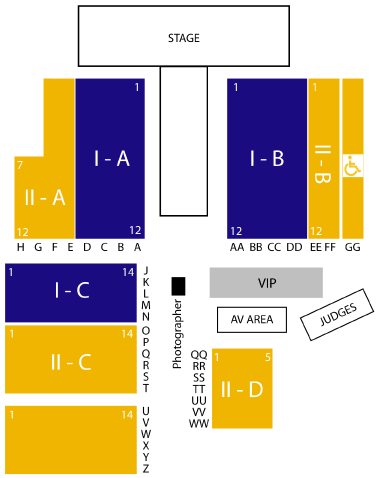 STAGE
1
1
1
I - A
I - B
II - B
7
II - A
12
12
12
12
H G F E D C B A
AA BB CC DD EE FF GG
1
14
I - C
J
K
L
M
N
VIP
AV AREA
JUDGES
Photographer
1
14
II - C
O
P
Q
R
S
T
QQ
RR
SS
TT
UU
VV
WW
1
5
II - D
1
14
U
V
W
X
Y
Z